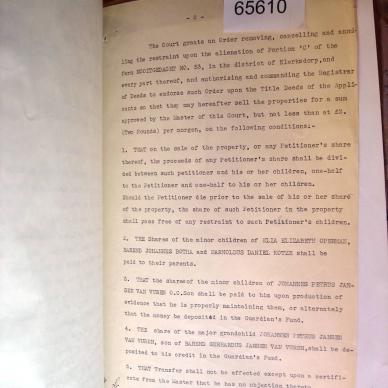 65610
- 2 -
The Court grants an Order removing, cancelling and annul-
ling the restraint upon the alienation of Portion 'C' of the
farm NOOITGEDACHT NO. 53, in the district of Klerksdorp, and
every part thereof, and authorising and commanding the Registrar
of Deeds to endorse such Order upon the Title Deeds of the Appli-
cants so that they may hereafter sell the properties for a sum
approved by the Master of this Court, but not less than at £2.
(Two Pounds) per morgen, on the following conditions:-
1. THAT on the sale of the property, or any Petitioner's share
thereof, the proceeds of any Petitioner's share shall be divi-
ded between such petitioner and his or her children, one-half
to the Petitioner and one-half to his or her children.
Should the Petitioner die prior to the sale of his or her share
of the property, the share of such Petitioner in the property
shall pass free of any restraint to such Petitioner's children.
2. THE Shares of the minor children of ELIA ELIZABETH OPPERMAN,
BAREND JOHANNES BOTHA and HARMOLDUS DANIEL KOTZE shall be
paid to their parents.
3. THAT the shares of the minor children of JOHANNES PETRUS JAN-
SEN VAN VUREN O.C.Son shall be paid to him upon production of
evidence that he is properly maintaining them, or alternately
that the money be deposited in the Guardian's Fund.
4. THE share of the major grandchild JOHANNES PETRUS JANSEN
VAN VUREN, son of BAREND GERHARDUS JANSEN VAN VUREN, shall be de-
posited to his credit in the Guardian's Fund.
5. THAT Transfer shall not be effected except upon a certifi-
cate from the Master that he has no objection thereto